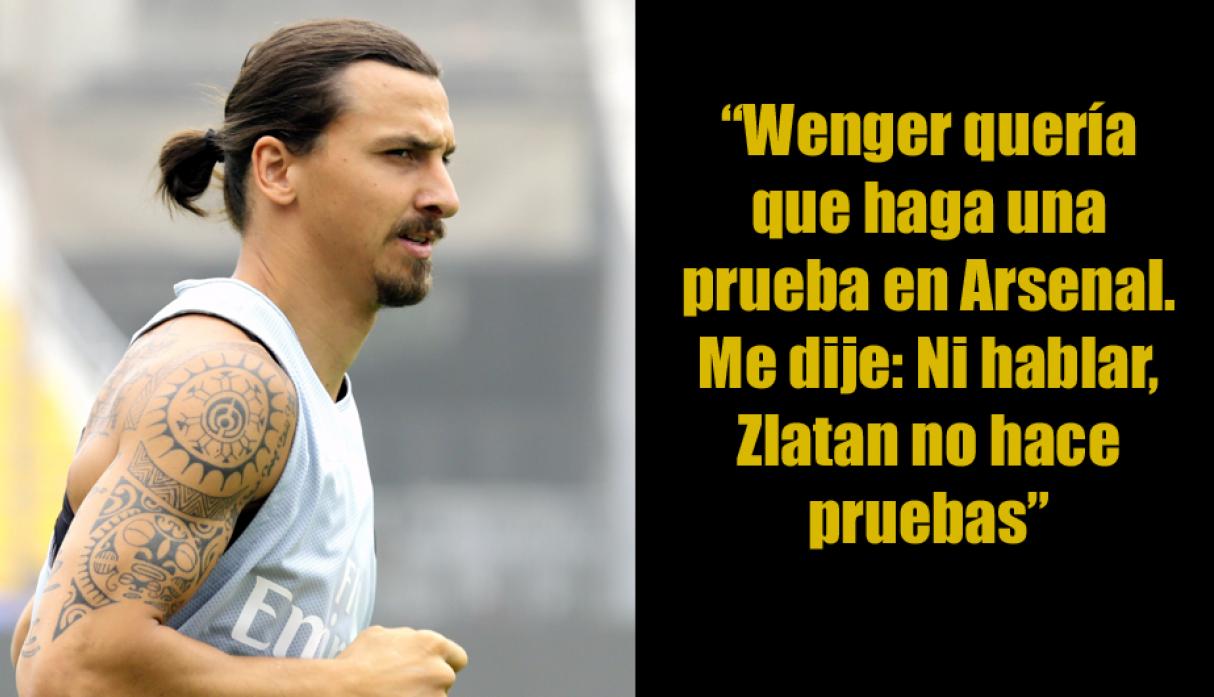 “Wenger quería
que haga una
prueba en Arsenal.
Me dije: Ni hablar,
Zlatan no hace
pruebas”